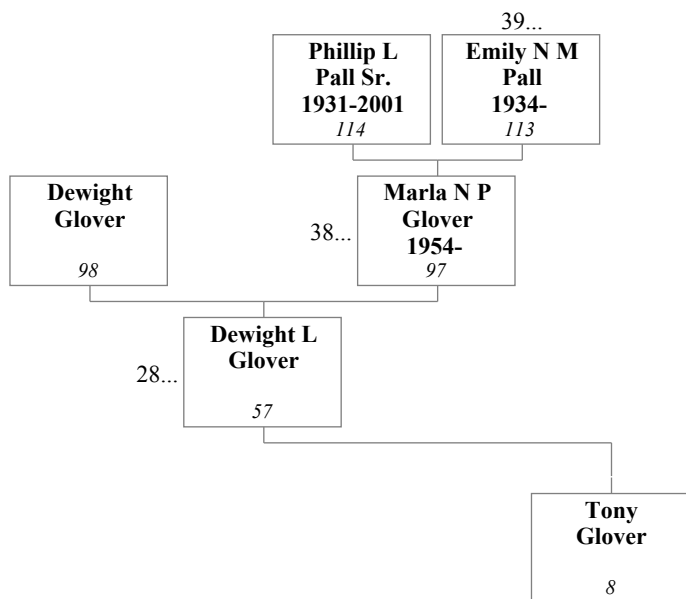 39...
Phillip L
Pall Sr.
1931-2001
114
Emily N M
Pall
1934-
113
Dewight
Glover
98
38...
Marla N P
Glover
1954-
97
28...
Dewight L
Glover
57
Tony
Glover
8